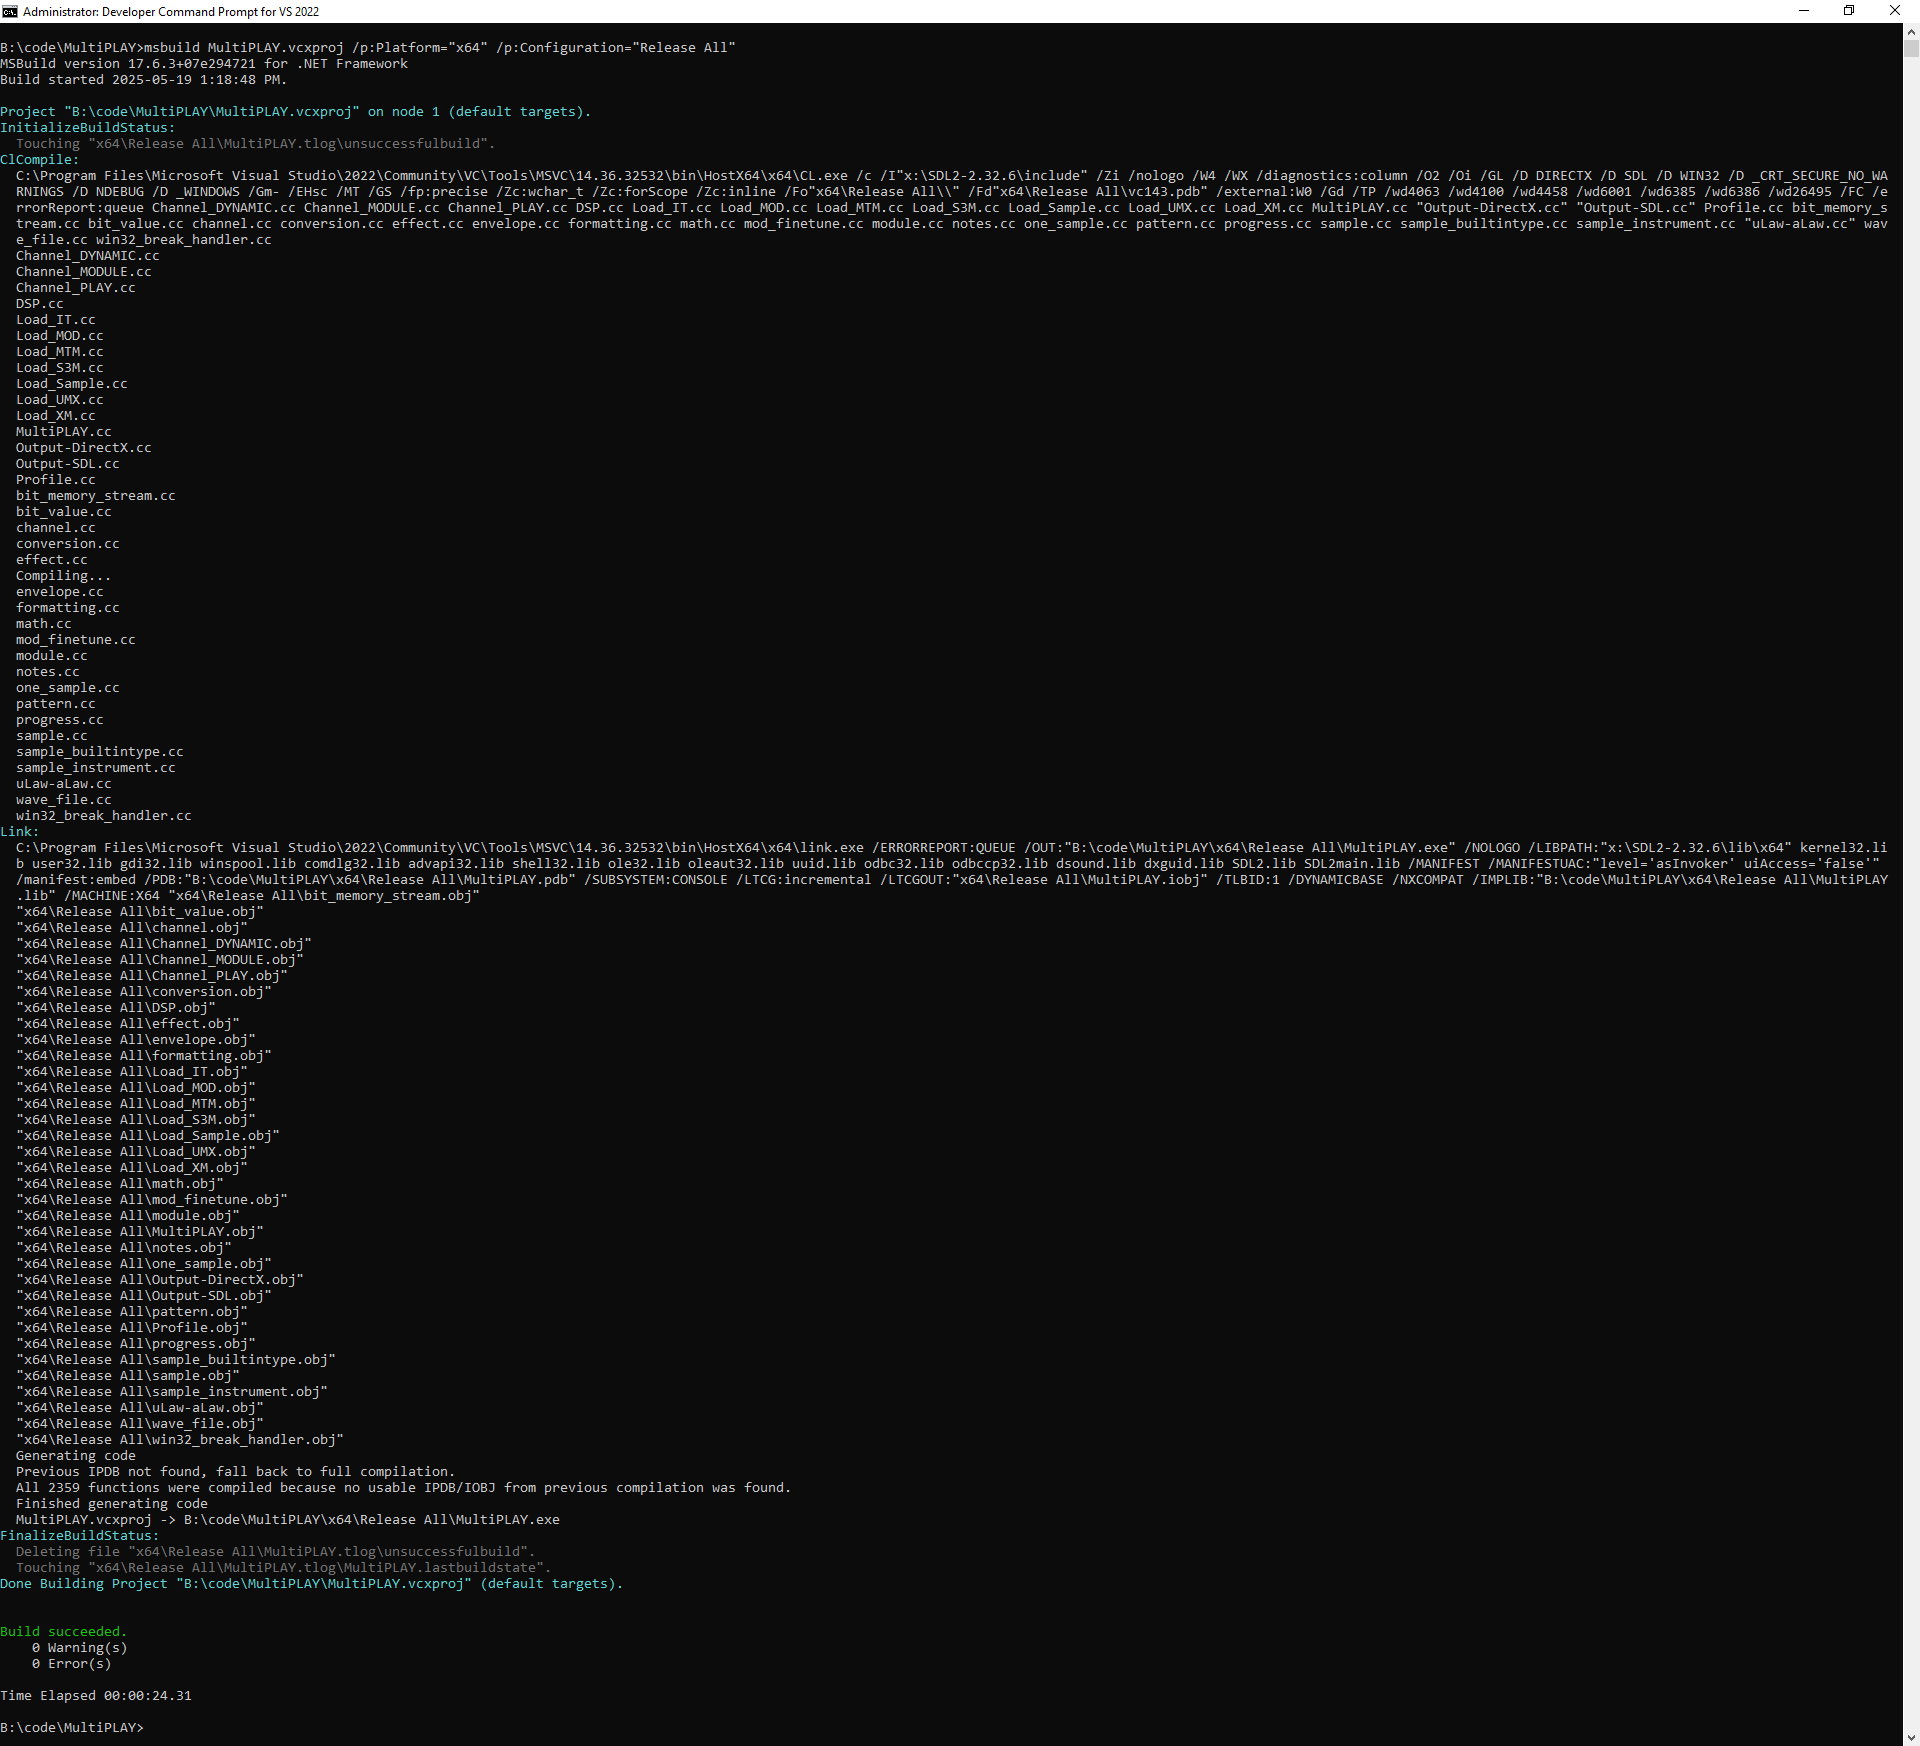 Administrator: Developer Command Prompt for VS 2022
B:\code\MultiPLAY>msbuild MultiPLAY.vcxproj /p:Platform="x64" /p:Configuration="Release All"
MSBuild version 17.6.3+07e294721 for .NET Framework
Build started 2025-05-19 1:18:48 PM.
Project "B:\code\MultiPLAY\MultiPLAY.vcxproj" on node 1 (default targets).
InitializeBuildStatus:
  Touching "x64\Release All\MultiPLAY.tlog\unsuccessfulbuild".
ClCompile:
  C:\Program Files\Microsoft Visual Studio\2022\Community\VC\Tools\MSVC\14.36.32532\bin\HostX64\x64\CL.exe /c /I"x:\SDL2-2.32.6\include" /Zi /nologo /W4 /WX /diagnostics:column /O2 /Oi /GL /D DIRECTX /D SDL /D WIN32 /D _CRT_SECURE_NO_WA
  RNINGS /D NDEBUG /D _WINDOWS /Gm- /EHsc /MT /GS /fp:precise /Zc:wchar_t /Zc:forScope /Zc:inline /Fo"x64\Release All\\" /Fd"x64\Release All\vc143.pdb" /external:W0 /Gd /TP /wd4063 /wd4100 /wd4458 /wd6001 /wd6385 /wd6386 /wd26495 /FC /e
  rrorReport:queue Channel_DYNAMIC.cc Channel_MODULE.cc Channel_PLAY.cc DSP.cc Load_IT.cc Load_MOD.cc Load_MTM.cc Load_S3M.cc Load_Sample.cc Load_UMX.cc Load_XM.cc MultiPLAY.cc "Output-DirectX.cc" "Output-SDL.cc" Profile.cc bit_memory_s
  tream.cc bit_value.cc channel.cc conversion.cc effect.cc envelope.cc formatting.cc math.cc mod_finetune.cc module.cc notes.cc one_sample.cc pattern.cc progress.cc sample.cc sample_builtintype.cc sample_instrument.cc "uLaw-aLaw.cc" wav
  e_file.cc win32_break_handler.cc
  Channel_DYNAMIC.cc
  Channel_MODULE.cc
  Channel_PLAY.cc
  DSP.cc
  Load_IT.cc
  Load_MOD.cc
  Load_MTM.cc
  Load_S3M.cc
  Load_Sample.cc
  Load_UMX.cc
  Load_XM.cc
  MultiPLAY.cc
  Output-DirectX.cc
  Output-SDL.cc
  Profile.cc
  bit_memory_stream.cc
  bit_value.cc
  channel.cc
  conversion.cc
  effect.cc
  Compiling...
  envelope.cc
  formatting.cc
  math.cc
  mod_finetune.cc
  module.cc
  notes.cc
  one_sample.cc
  pattern.cc
  progress.cc
  sample.cc
  sample_builtintype.cc
  sample_instrument.cc
  uLaw-aLaw.cc
  wave_file.cc
  win32_break_handler.cc
Link:
  C:\Program Files\Microsoft Visual Studio\2022\Community\VC\Tools\MSVC\14.36.32532\bin\HostX64\x64\link.exe /ERRORREPORT:QUEUE /OUT:"B:\code\MultiPLAY\x64\Release All\MultiPLAY.exe" /NOLOGO /LIBPATH:"x:\SDL2-2.32.6\lib\x64" kernel32.li
  b user32.lib gdi32.lib winspool.lib comdlg32.lib advapi32.lib shell32.lib ole32.lib oleaut32.lib uuid.lib odbc32.lib odbccp32.lib dsound.lib dxguid.lib SDL2.lib SDL2main.lib /MANIFEST /MANIFESTUAC:"level='asInvoker' uiAccess='false'"
  /manifest:embed /PDB:"B:\code\MultiPLAY\x64\Release All\MultiPLAY.pdb" /SUBSYSTEM:CONSOLE /LTCG:incremental /LTCGOUT:"x64\Release All\MultiPLAY.iobj" /TLBID:1 /DYNAMICBASE /NXCOMPAT /IMPLIB:"B:\code\MultiPLAY\x64\Release All\MultiPLAY
  .lib" /MACHINE:X64 "x64\Release All\bit_memory_stream.obj"
  "x64\Release All\bit_value.obj"
  "x64\Release All\channel.obj"
  "x64\Release All\Channel_DYNAMIC.obj"
  "x64\Release All\Channel_MODULE.obj"
  "x64\Release All\Channel_PLAY.obj"
  "x64\Release All\conversion.obj"
  "x64\Release All\DSP.obj"
  "x64\Release All\effect.obj"
  "x64\Release All\envelope.obj"
  "x64\Release All\formatting.obj"
  "x64\Release All\Load_IT.obj"
  "x64\Release All\Load_MOD.obj"
  "x64\Release All\Load_MTM.obj"
  "x64\Release All\Load_S3M.obj"
  "x64\Release All\Load_Sample.obj"
  "x64\Release All\Load_UMX.obj"
  "x64\Release All\Load_XM.obj"
  "x64\Release All\math.obj"
  "x64\Release All\mod_finetune.obj"
  "x64\Release All\module.obj"
  "x64\Release All\MultiPLAY.obj"
  "x64\Release All\notes.obj"
  "x64\Release All\one_sample.obj"
  "x64\Release All\Output-DirectX.obj"
  "x64\Release All\Output-SDL.obj"
  "x64\Release All\pattern.obj"
  "x64\Release All\Profile.obj"
  "x64\Release All\progress.obj"
  "x64\Release All\sample_builtintype.obj"
  "x64\Release All\sample.obj"
  "x64\Release All\sample_instrument.obj"
  "x64\Release All\uLaw-aLaw.obj"
  "x64\Release All\wave_file.obj"
  "x64\Release All\win32_break_handler.obj"
  Generating code
  Previous IPDB not found, fall back to full compilation.
  All 2359 functions were compiled because no usable IPDB/IOBJ from previous compilation was found.
  Finished generating code
  MultiPLAY.vcxproj -> B:\code\MultiPLAY\x64\Release All\MultiPLAY.exe
FinalizeBuildStatus:
  Deleting file "x64\Release All\MultiPLAY.tlog\unsuccessfulbuild".
  Touching "x64\Release All\MultiPLAY.tlog\MultiPLAY.lastbuildstate".
Done Building Project "B:\code\MultiPLAY\MultiPLAY.vcxproj" (default targets).
Build succeeded.
    0 Warning(s)
    0 Error(s)
Time Elapsed 00:00:24.31
B:\code\MultiPLAY>